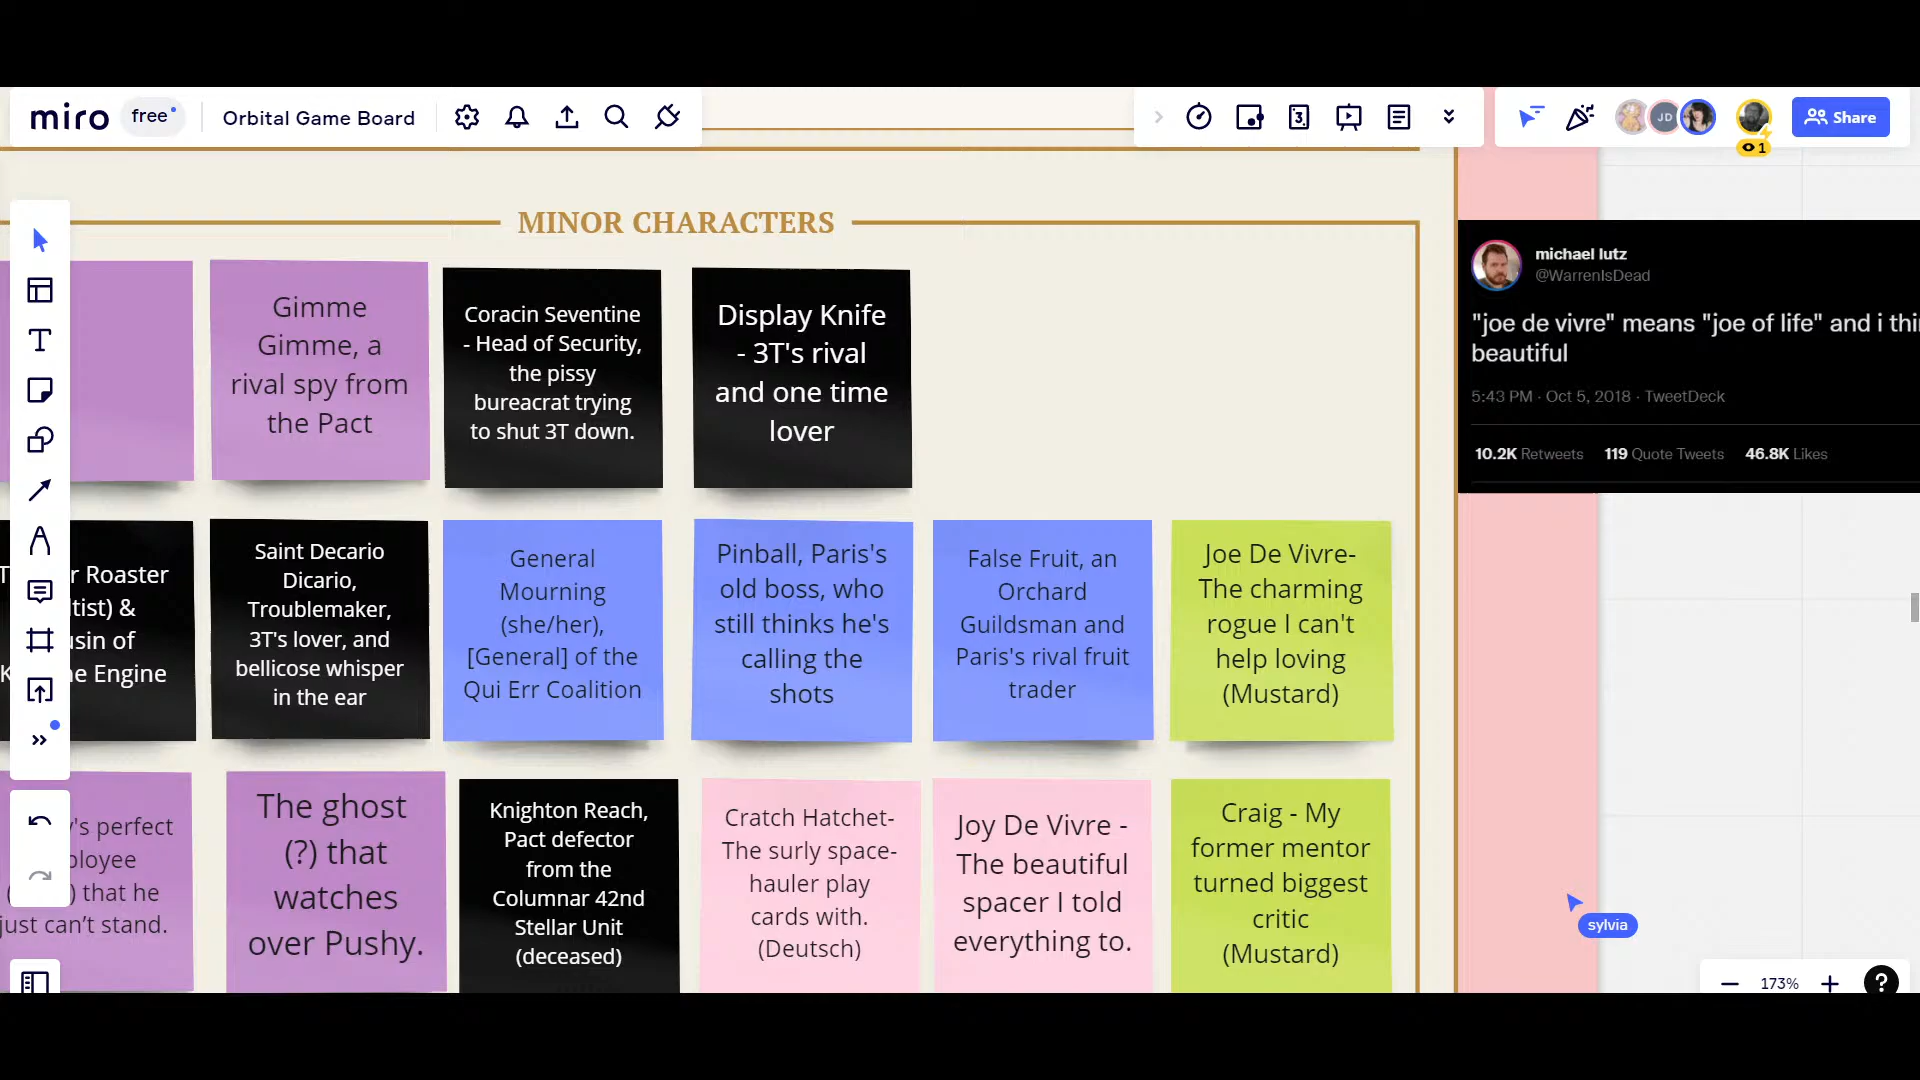 miro
free
Orbital Game Board
3
JD
1
Share
MINOR CHARACTERS
Gimme
Gimme, a
rival spy from
the Pact
Coracin Seventine
- Head of Security,
the pissy
bureacrat trying
to shut 3T down.
Display Knife
- 3T's rival
and one time
lover
michael lutz
@WarrenIsDead
"joe de vivre" means "joe of life" and i
beautiful
5:43 PM · Oct 5, 2018 · TweetDeck
10.2K Retweets 119 Quote Tweets 46.8K Likes
r Roaster
tist) &
usin of
K ne Engine
Saint Decario
Dicario,
Troublemaker,
3T's lover, and
bellicose whisper
in the ear
General
Mourning
(she/her),
[General] of the
Qui Err Coalition
Pinball, Paris's
old boss, who
still thinks he's
calling the
shots
False Fruit, an
Orchard
Guildsman and
Paris's rival fruit
trader
Joe De Vivre-
The charming
rogue I can't
help loving
(Mustard)
y's perfect
ployee
) that he
just can't stand.
The ghost
(?) that
watches
over Pushy.
Knighton Reach,
Pact defector
from the
Columnar 42nd
Stellar Unit
(deceased)
Cratch Hatchet-
The surly space-
hauler play
cards with.
(Deutsch)
Joy De Vivre -
The beautiful
spacer I told
everything to.
Craig - My
former mentor
turned biggest
critic
(Mustard)
sylvia
173%